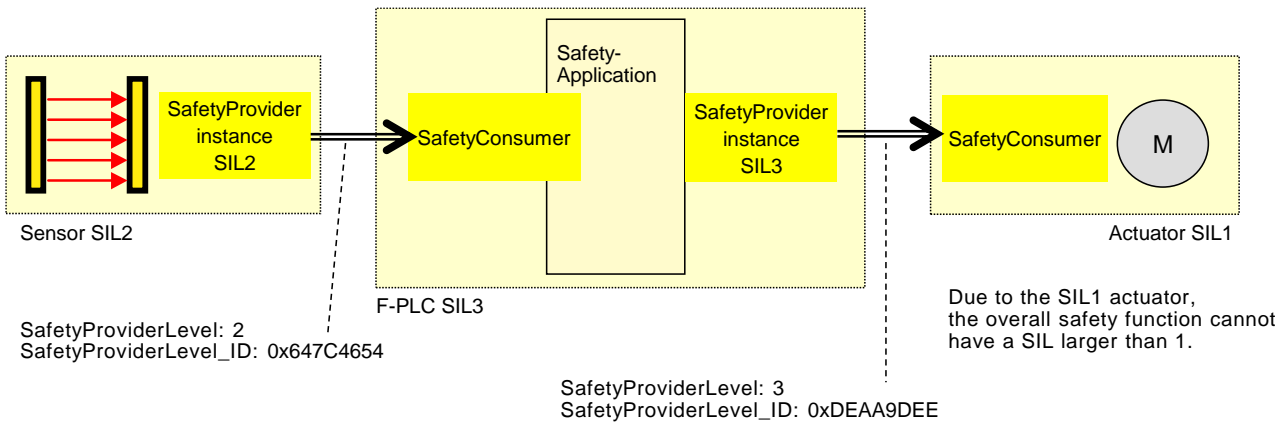 Safety-
Application
SafetyProvider
instance
SIL2
SafetyConsumer
SafetyProvider
instance
SIL3
SafetyConsumer
M
Sensor SIL2
F-PLC SIL3
Actuator SIL1
SafetyProviderLevel: 2
SafetyProviderLevel_ID: 0x647C4654
Due to the SIL1 actuator,
the overall safety function cannot
have a SIL larger than 1.
SafetyProviderLevel: 3
SafetyProviderLevel_ID: 0xDEAA9DEE